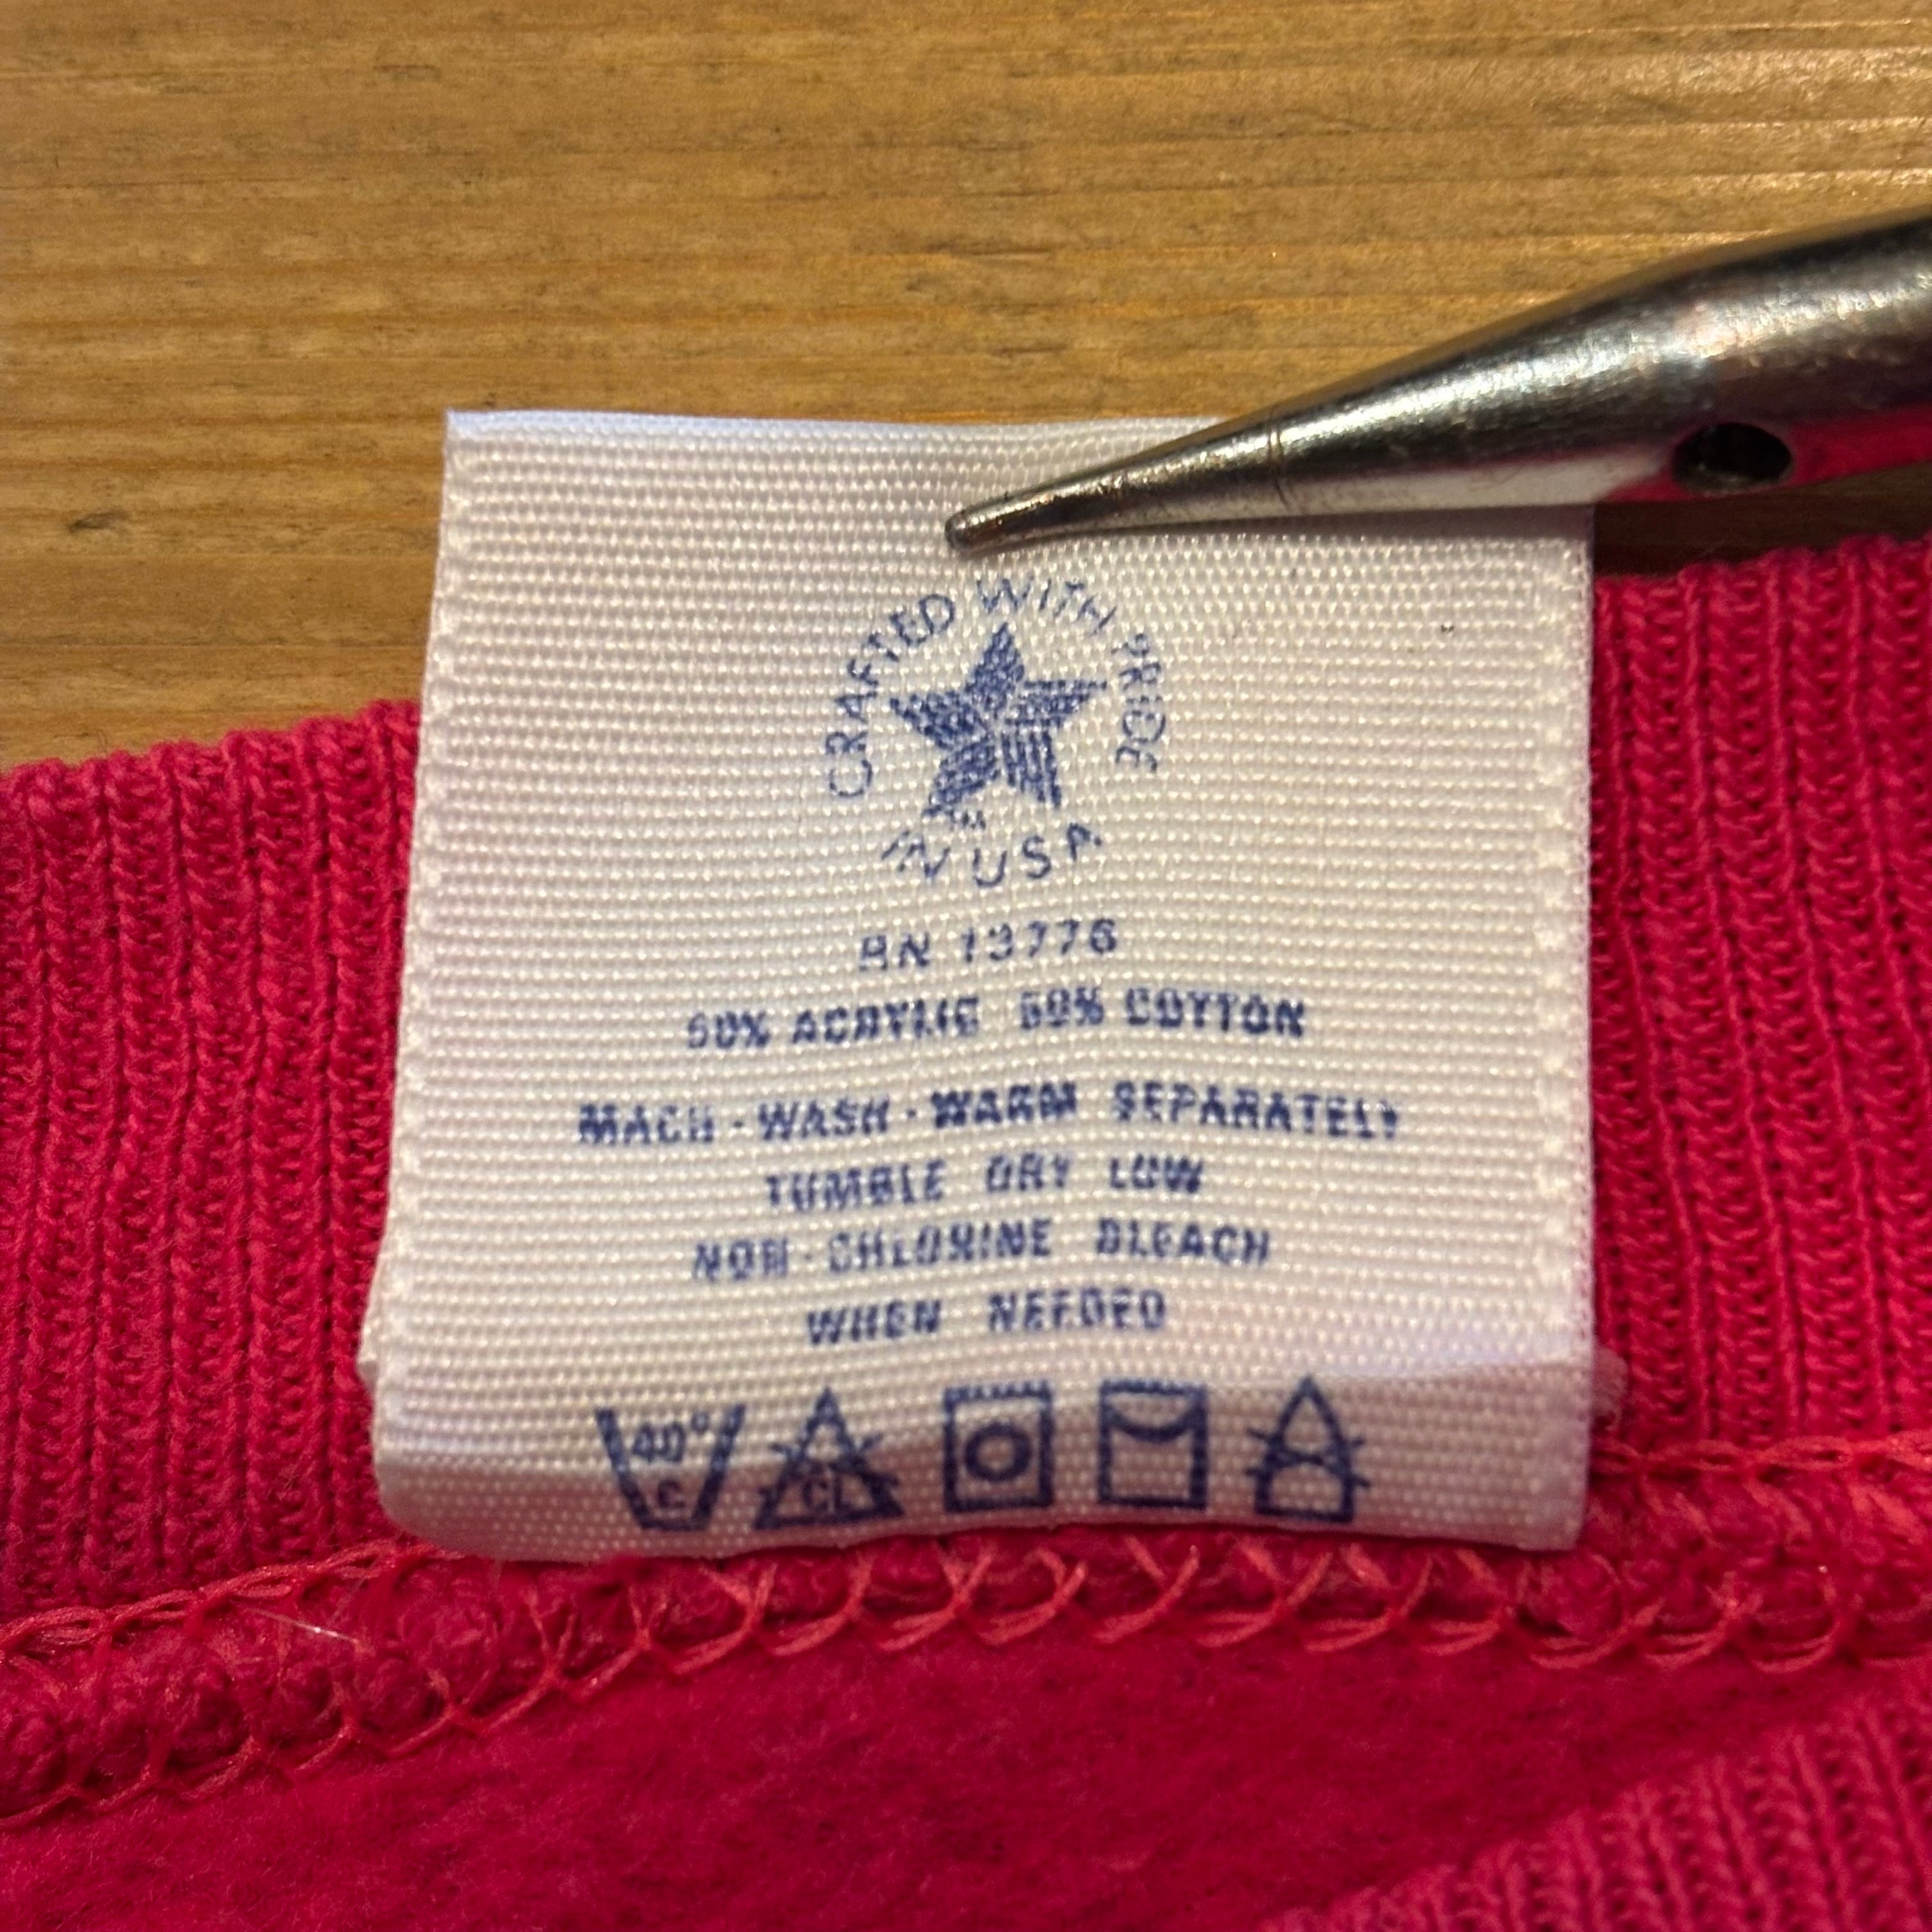 CRAFTED WITH PRIDE
IN USA
RN 13776
50% ACRYLIC 50% COTTON
MACH-WASH-WARM SEPARATELY
TUMBLE DRY LOW
NON-CHLORINE BLEACH
WHEN NEEDED
40°
C
CL